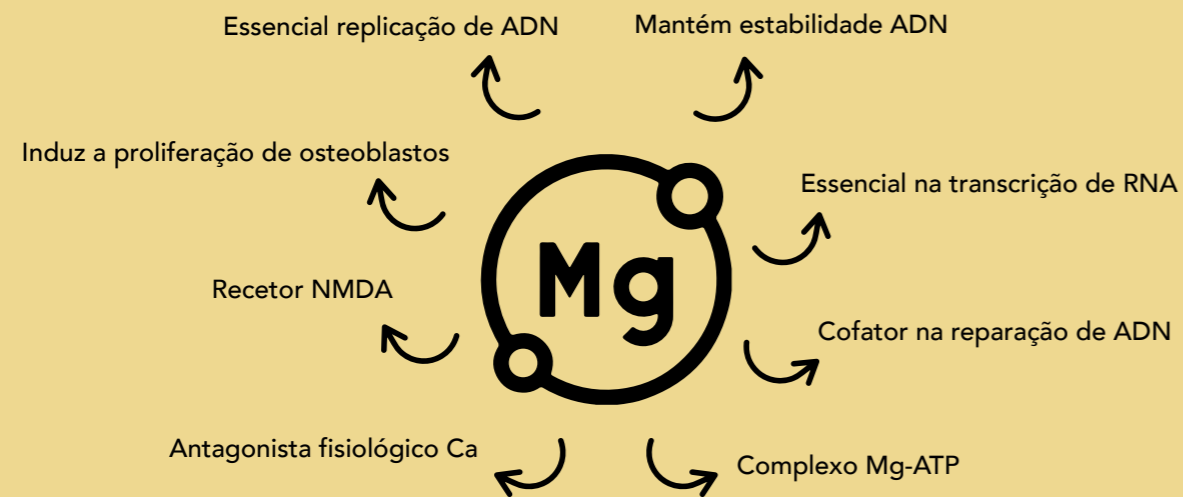 Essencial replicação de ADN
Mantém estabilidade ADN
Induz a proliferação de osteoblastos
Essencial na transcrição de RNA
Mg
Recetor NMDA
Cofator na reparação de ADN
Antagonista fisiológico Ca
Complexo Mg-ATP